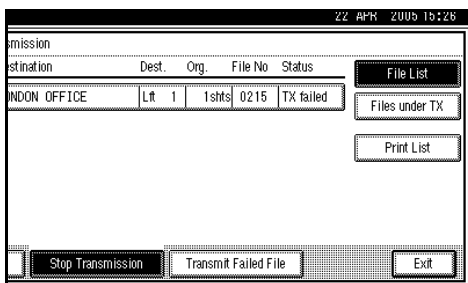 22 APR 2005 15:26
smission
estination Dest. Org. File No Status
NDON OFFICE Lft 1 1shts 0215 TX failed
File List
Files under TX
Print List
Stop Transmission Transmit Failed File Exit